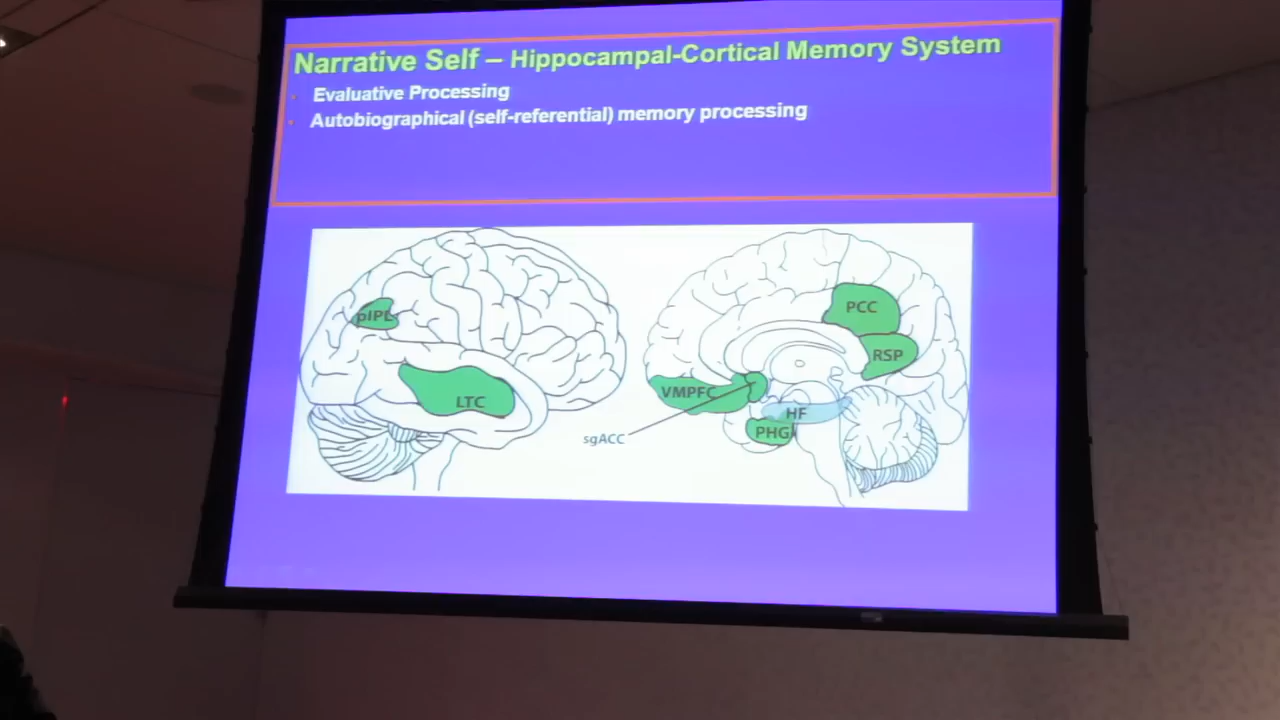 Narrative Self – Hippocampal-Cortical Memory System
Evaluative Processing
Autobiographical (self-referential) memory processing
pIPL
LTC
PCC
RSP
VMPFC
HF
PHG
sgACC